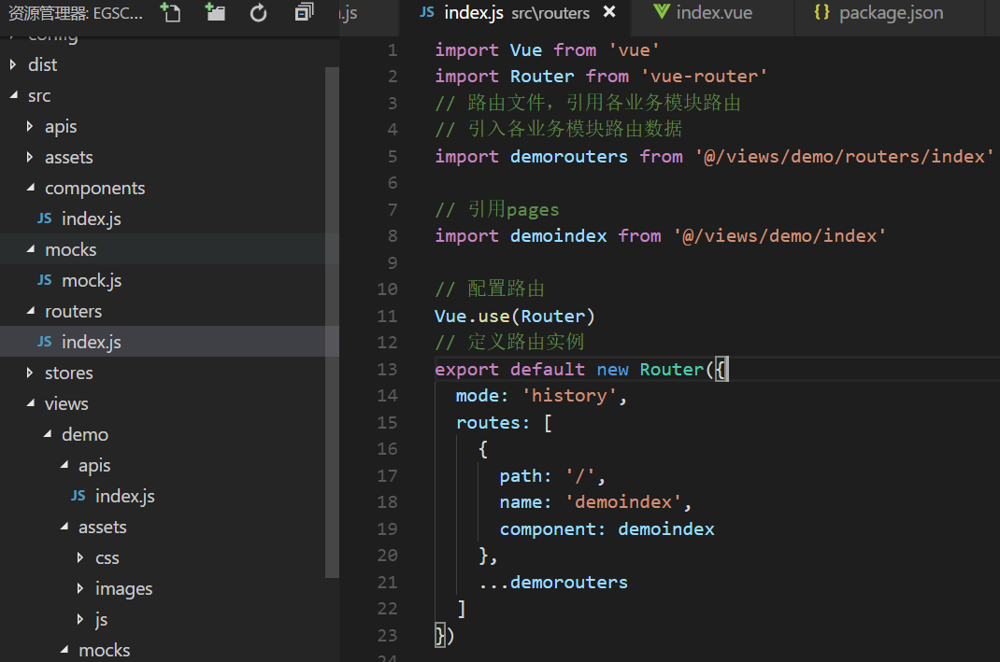 资源管理器: EGSC...
config
dist
src
apis
assets
components
JS index.js
mocks
JS mock.js
routers
JS index.js
stores
views
demo
apis
JS index.js
assets
css
images
js
mocks
.js
JS index.js src\routers ×
index.vue
{} package.json
1 import Vue from 'vue'
2 import Router from 'vue-router'
3 // 路由文件，引用各业务模块路由
4 // 引入各业务模块路由数据
5 import demorouters from '@/views/demo/routers/index'
6
7 // 引用pages
8 import demoindex from '@/views/demo/index'
9
10 // 配置路由
11 Vue.use(Router)
12 // 定义路由实例
13 export default new Router({
14 mode: 'history',
15 routes: [
16 {
17 path: '/',
18 name: 'demoindex',
19 component: demoindex
20 },
21 ...demorouters
22 ]
23 })
24